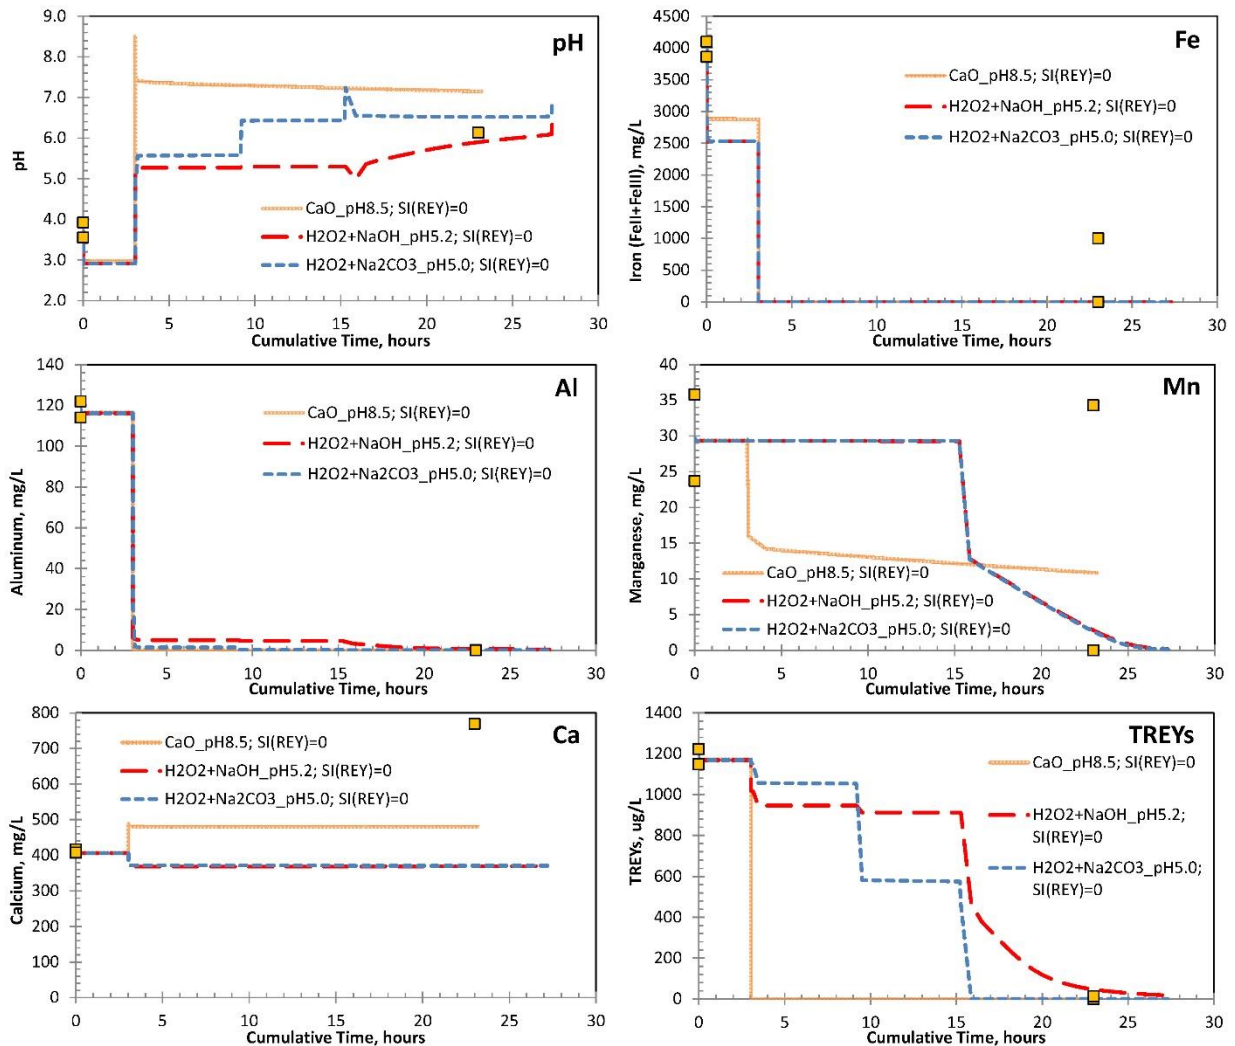 pH
9.0
8.0
7.0
6.0
5.0
4.0
3.0
2.0
pH
CaO_pH8.5; SI(REY)=0
H2O2+NaOH_pH5.2; SI(REY)=0
H2O2+Na2CO3_pH5.0; SI(REY)=0
0 5 10 15 20 25 30
Cumulative Time, hours
Fe
4500
4000
3500
3000
2500
2000
1500
1000
500
0
Iron (FeII+FeIII), mg/L
CaO_pH8.5; SI(REY)=0
H2O2+NaOH_pH5.2; SI(REY)=0
H2O2+Na2CO3_pH5.0; SI(REY)=0
0 5 10 15 20 25 30
Cumulative Time, hours
Al
140
120
100
80
60
40
20
0
Aluminum, mg/L
CaO_pH8.5; SI(REY)=0
H2O2+NaOH_pH5.2; SI(REY)=0
H2O2+Na2CO3_pH5.0; SI(REY)=0
0 5 10 15 20 25 30
Cumulative Time, hours
Mn
40
35
30
25
20
15
10
5
0
Manganese, mg/L
CaO_pH8.5; SI(REY)=0
H2O2+NaOH_pH5.2; SI(REY)=0
H2O2+Na2CO3_pH5.0; SI(REY)=0
0 5 10 15 20 25 30
Cumulative Time, hours
Ca
800
700
600
500
400
300
200
100
0
Calcium, mg/L
CaO_pH8.5; SI(REY)=0
H2O2+NaOH_pH5.2; SI(REY)=0
H2O2+Na2CO3_pH5.0; SI(REY)=0
0 5 10 15 20 25 30
Cumulative Time, hours
TREYs
1400
1200
1000
800
600
400
200
0
TREYs, ug/L
CaO_pH8.5; SI(REY)=0
H2O2+NaOH_pH5.2;
SI(REY)=0
H2O2+Na2CO3_pH5.0;
SI(REY)=0
0 5 10 15 20 25 30
Cumulative Time, hours